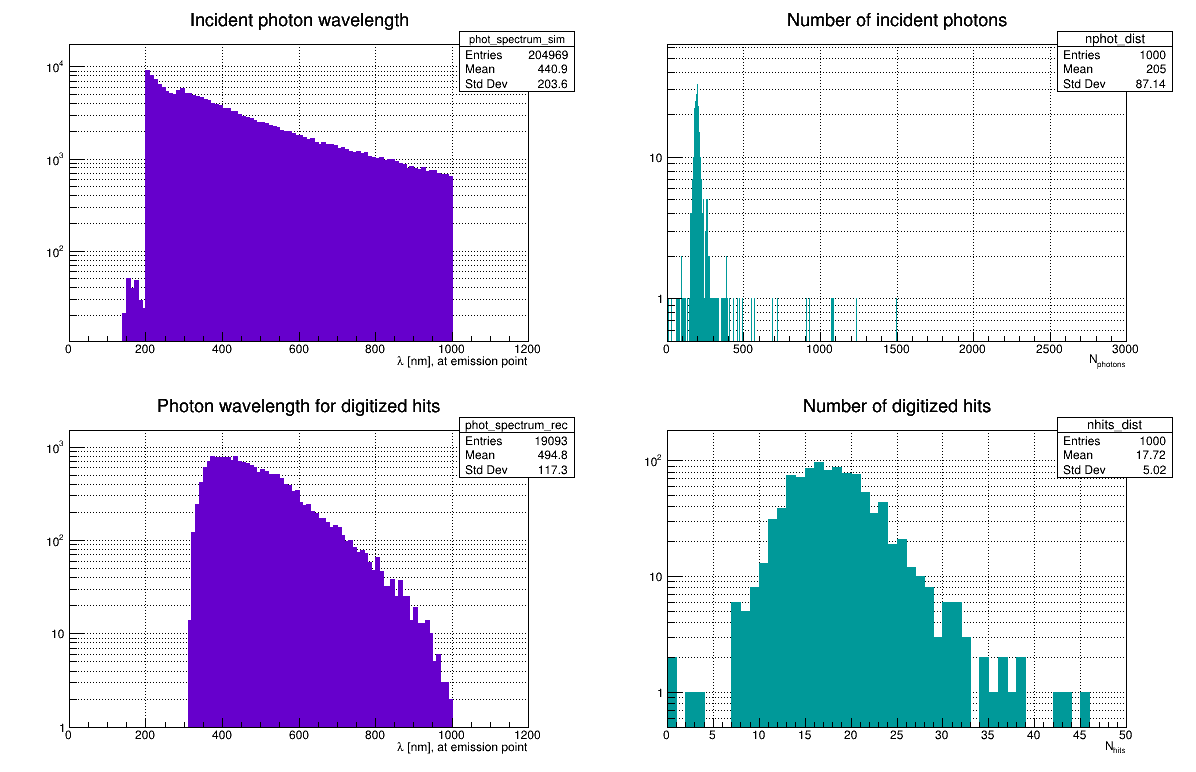 Incident photon wavelength
phot_spectrum_sim
Entries 204969
Mean 440.9
Std Dev 203.6
10⁴
10³
10²
0 200 400 600 800 1000 1200
λ [nm], at emission point
Number of incident photons
nphot_dist
Entries 1000
Mean 205
Std Dev 87.14
10
1
0 500 1000 1500 2000 2500 3000
N_photons
Photon wavelength for digitized hits
phot_spectrum_rec
Entries 19093
Mean 494.8
Std Dev 117.3
10³
10²
10
1
0 200 400 600 800 1000 1200
λ [nm], at emission point
Number of digitized hits
nhits_dist
Entries 1000
Mean 17.72
Std Dev 5.02
10²
10
1
0 5 10 15 20 25 30 35 40 45 50
N_hits